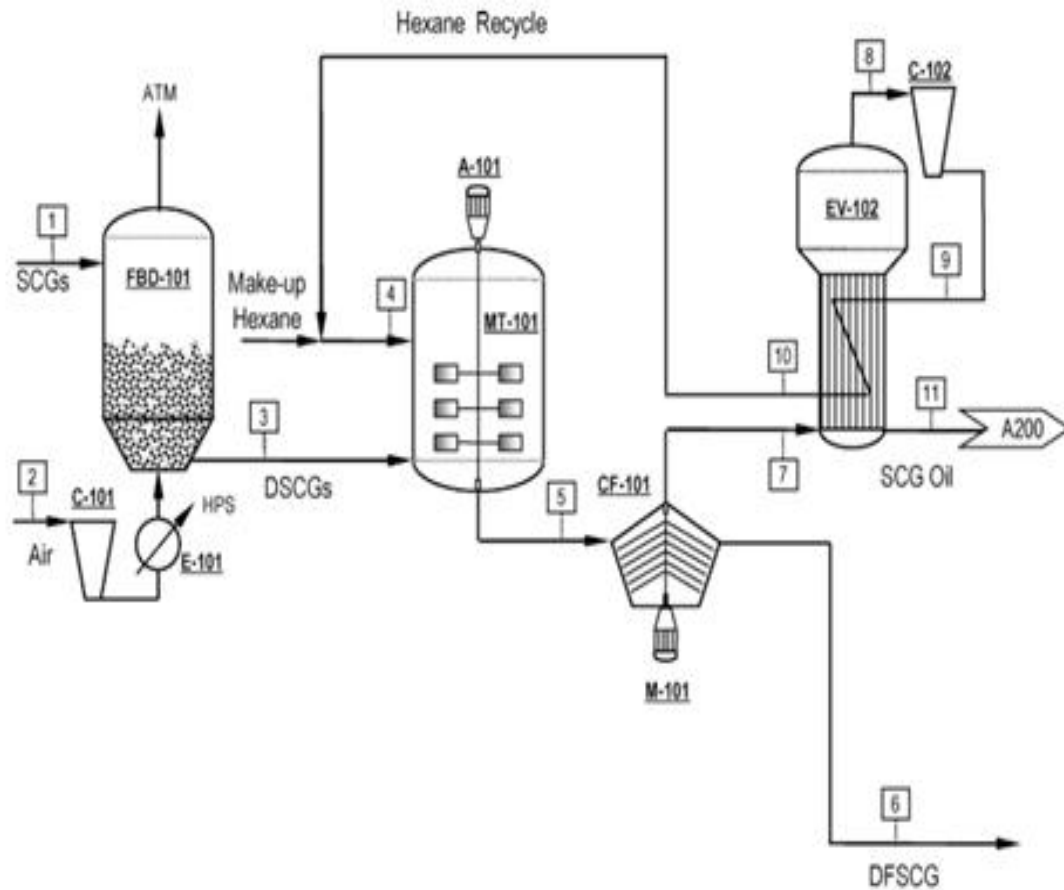 Hexane Recycle
8
C-102
ATM
A-101
1
SCGs
FBD-101
EV-102
Make-up
Hexane
4
MT-101
9
10
11
A200
3
DSCGs
7
SCG Oil
2
C-101
HPS
Air
E-101
5
CF-101
M-101
6
DFSCG